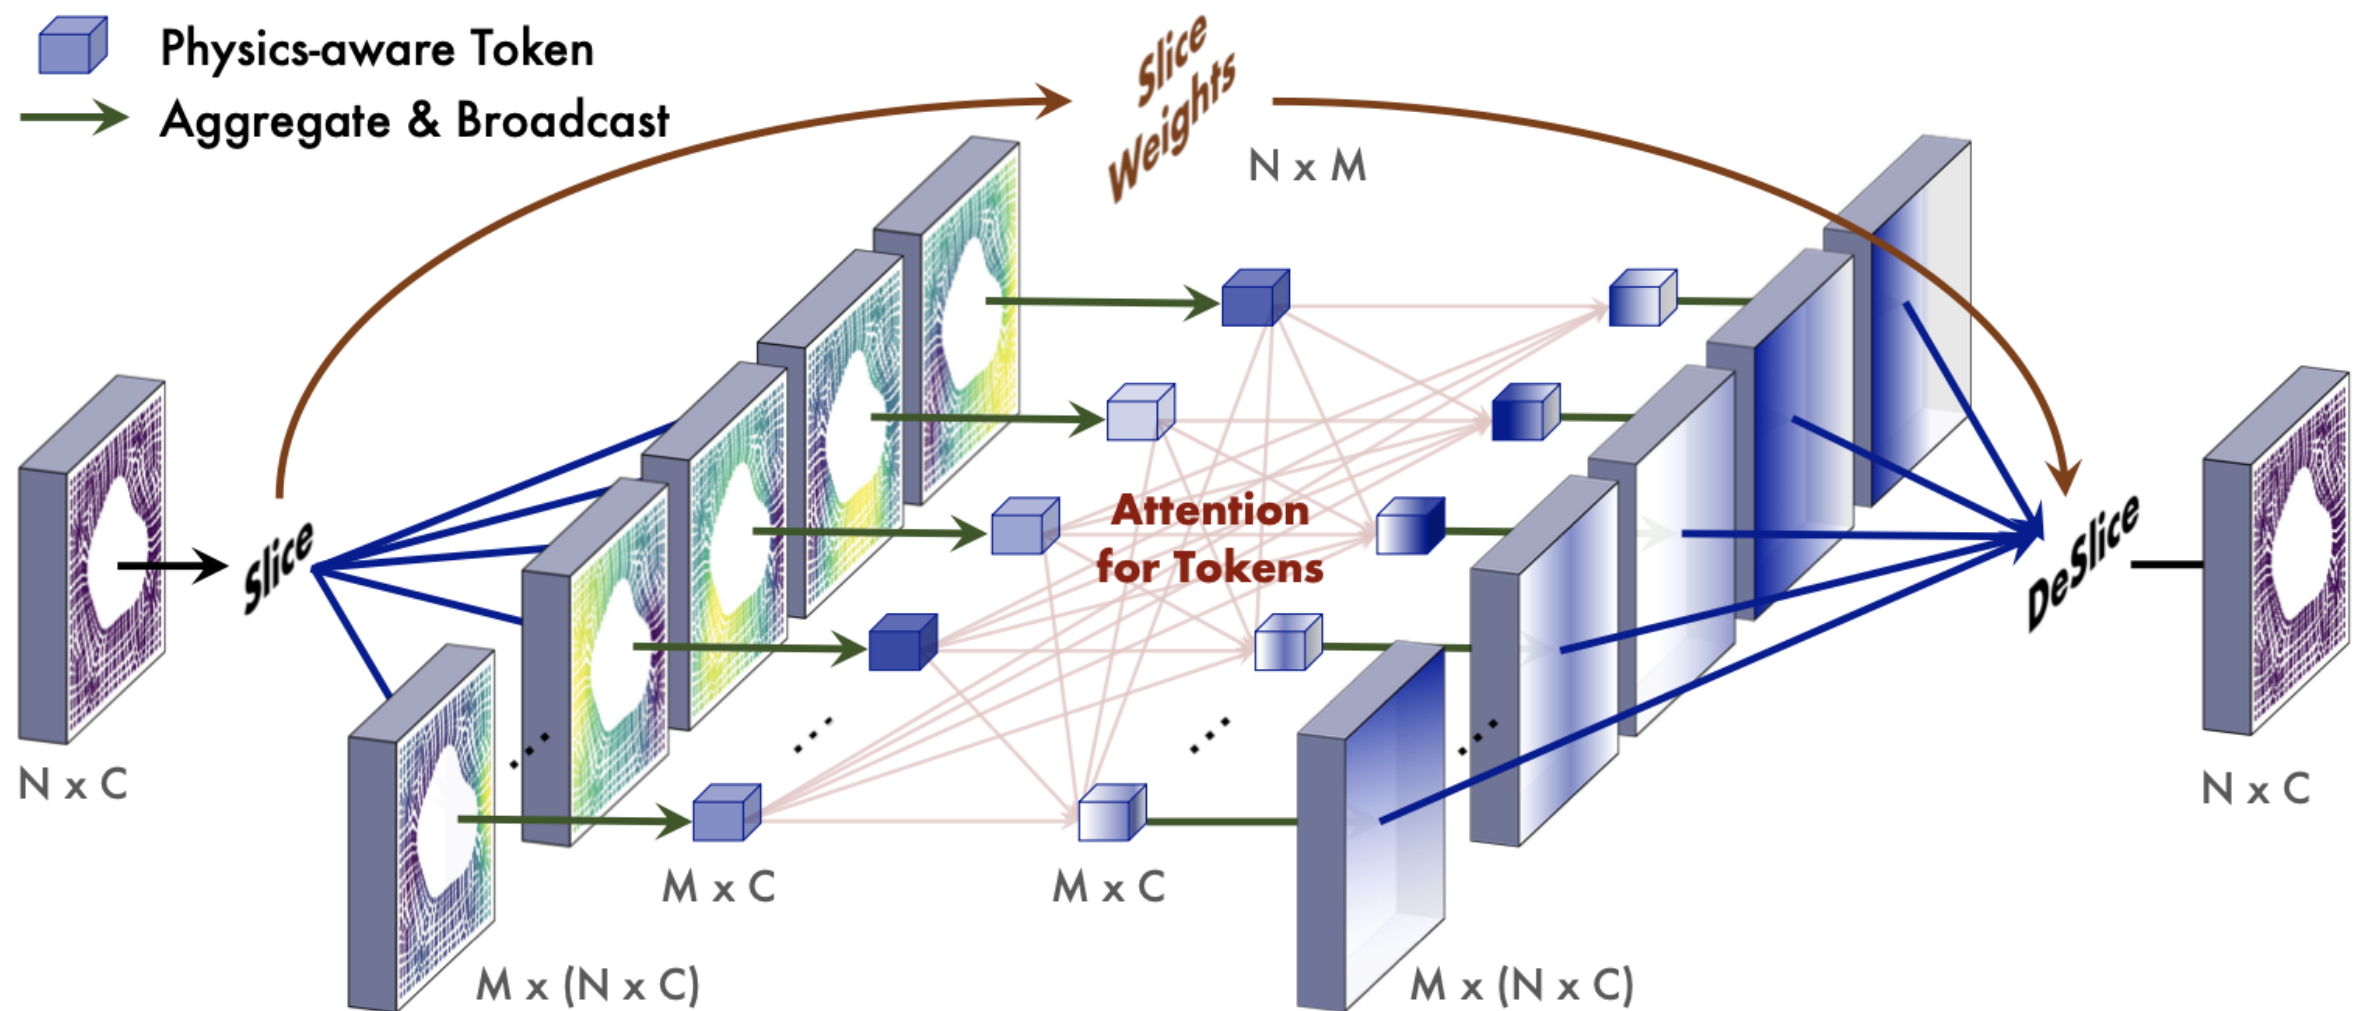 Physics-aware Token
Aggregate & Broadcast
Slice
Weights
N x M
Slice
Attention
for Tokens
DeSlice
N x C
N x C
M x C
M x C
M x (N x C)
M x (N x C)